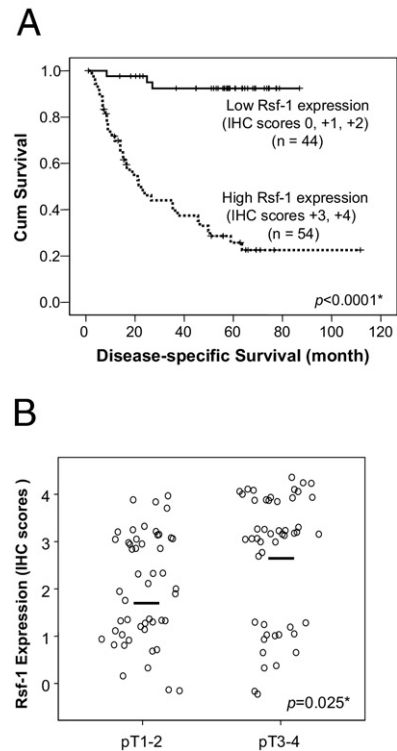 A
Cum Survival
1.0
0.8
0.6
0.4
0.2
0.0
Low Rsf-1 expression
(IHC scores 0, +1, +2)
(n = 44)
High Rsf-1 expression
(IHC scores +3, +4)
(n = 54)
p<0.0001*
0 20 40 60 80 100 120
Disease-specific Survival (month)
B
Rsf-1 Expression (IHC scores )
4
3
2
1
0
p=0.025*
pT1-2 pT3-4